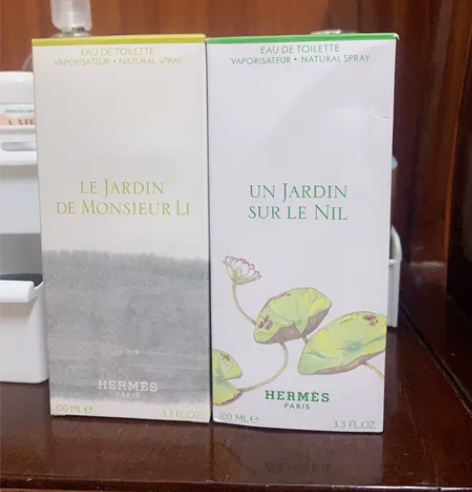 EAU DE TOILETTE
VAPORISATEUR • NATURAL SPRAY
LE JARDIN
DE MONSIEUR LI
HERMÈS
PARIS
100 ML e
3.3 FL.OZ.
EAU DE TOILETTE
VAPORISATEUR • NATURAL SPRAY
UN JARDIN
SUR LE NIL
HERMÈS
PARIS
100 ML e
3.3 FL.OZ.